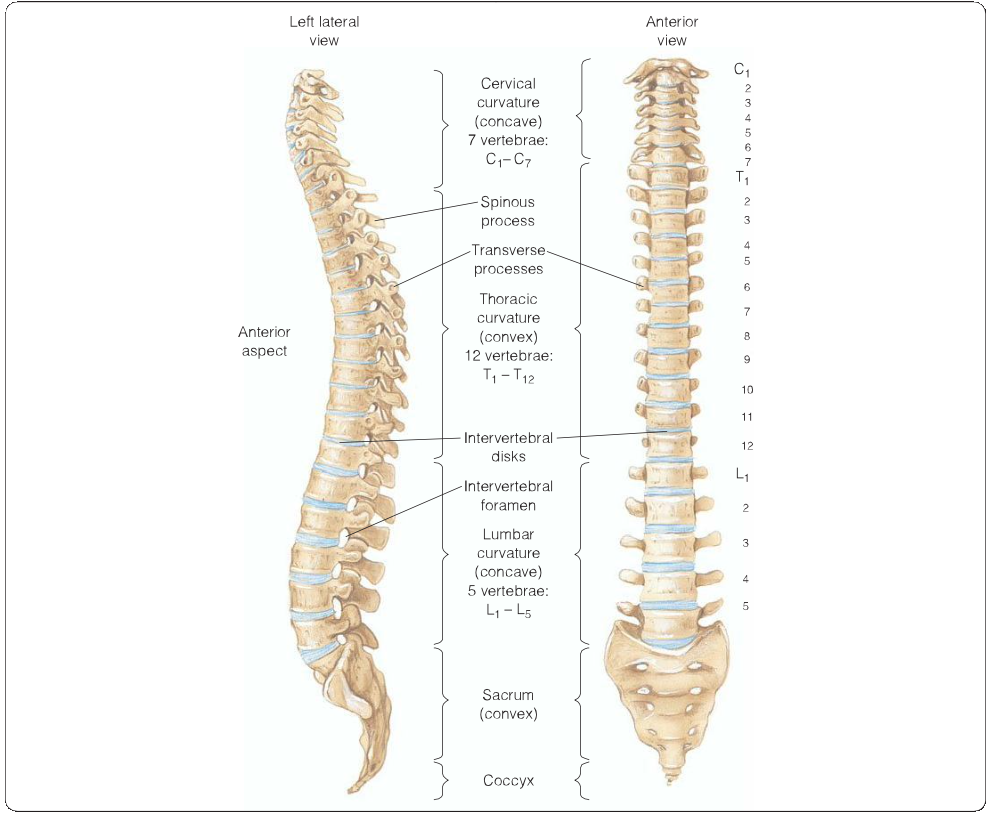 Left lateral
view
Anterior
view
Cervical
curvature
(concave)
7 vertebrae:
C₁– C₇
Spinous
process
Transverse
processes
Thoracic
curvature
(convex)
12 vertebrae:
T₁ – T₁₂
Anterior
aspect
Intervertebral
disks
Intervertebral
foramen
Lumbar
curvature
(concave)
5 vertebrae:
L₁ – L₅
Sacrum
(convex)
Coccyx
C₁
2
3
4
5
6
7
T₁
2
3
4
5
6
7
8
9
10
11
12
L₁
2
3
4
5